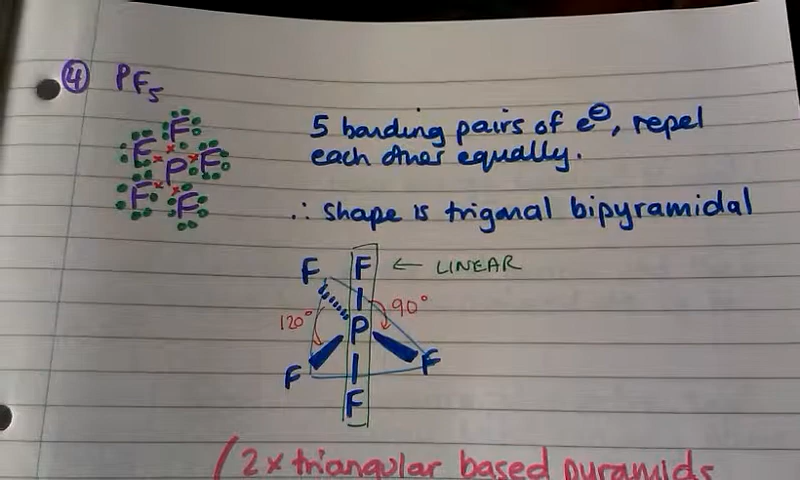 ④ PF₅
F
F P F
F F
5 bonding pairs of e⊖, repel
each other equally.
∴ shape is trigonal bipyramidal
F F ← LINEAR
120° P 90°
F F
F
(2x triangular based pyramids